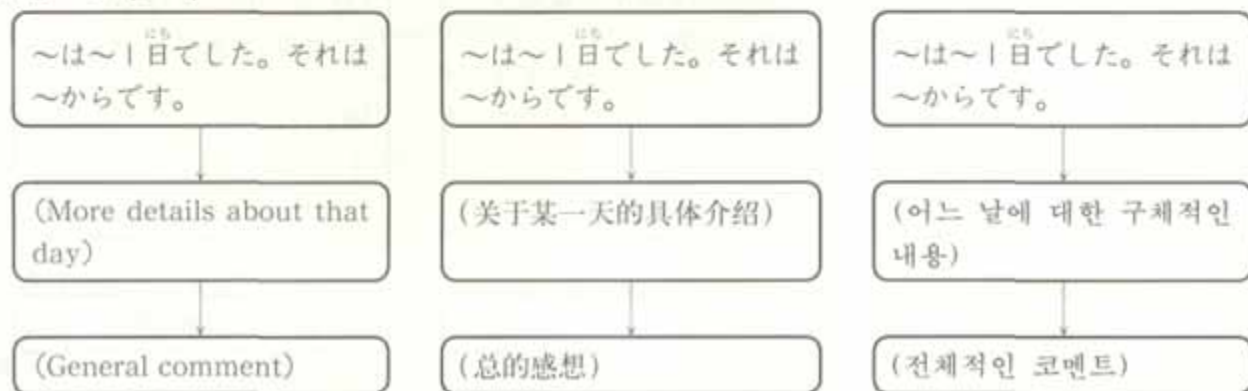 ～は～1日でした。それは
～からです。
(More details about that
day)
(General comment)
～は～1日でした。それは
～からです。
(关于某一天的具体介绍)
(总的感想)
～は～1日でした。それは
～からです。
(어느 날에 대한 구체적인
내용)
(전체적인 코멘트)